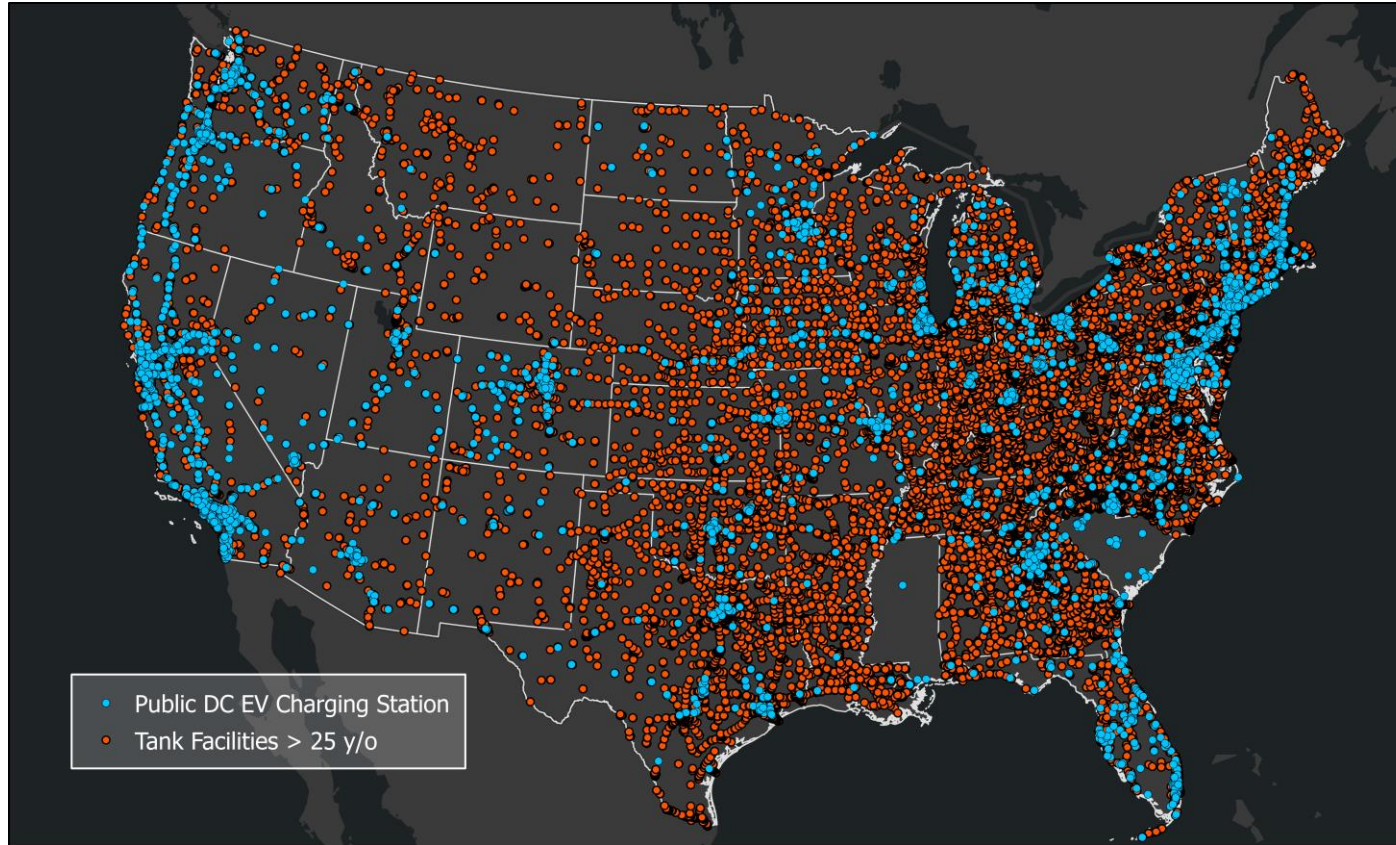 Public DC EV Charging Station
Tank Facilities > 25 y/o